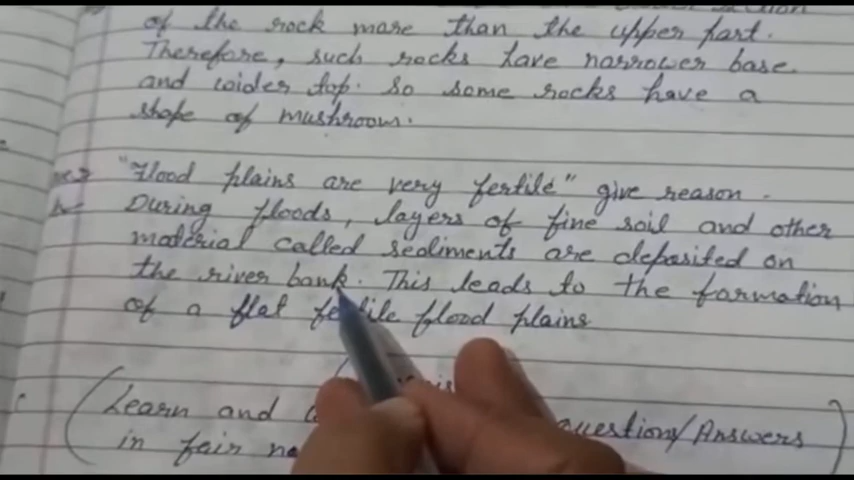 of the rock more than the upper part.
Therefore, such rocks have narrower base
and wider top. So some rocks have a
shape of mushroom.
"Flood plains are very fertile" give reason.
During floods, layers of fine soil and other
material called sediments are deposited on
the river bank. This leads to the formation
of a flat fertile flood plains
(Learn and question/Answers)
in fair